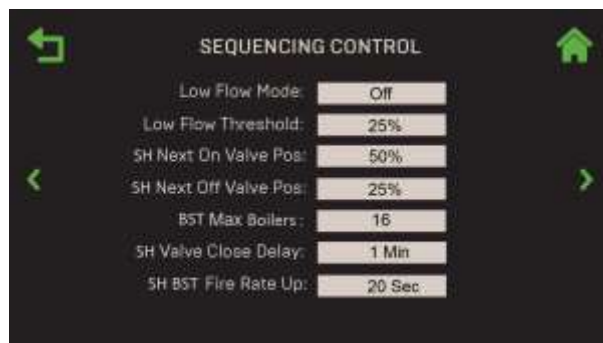 SEQUENCING CONTROL
Low Flow Mode: Off
Low Flow Threshold: 25%
SH Next On Valve Pos: 50%
SH Next Off Valve Pos: 25%
BST Max Boilers: 16
SH Valve Close Delay: 1 Min
SH BST Fire Rate Up: 20 Sec